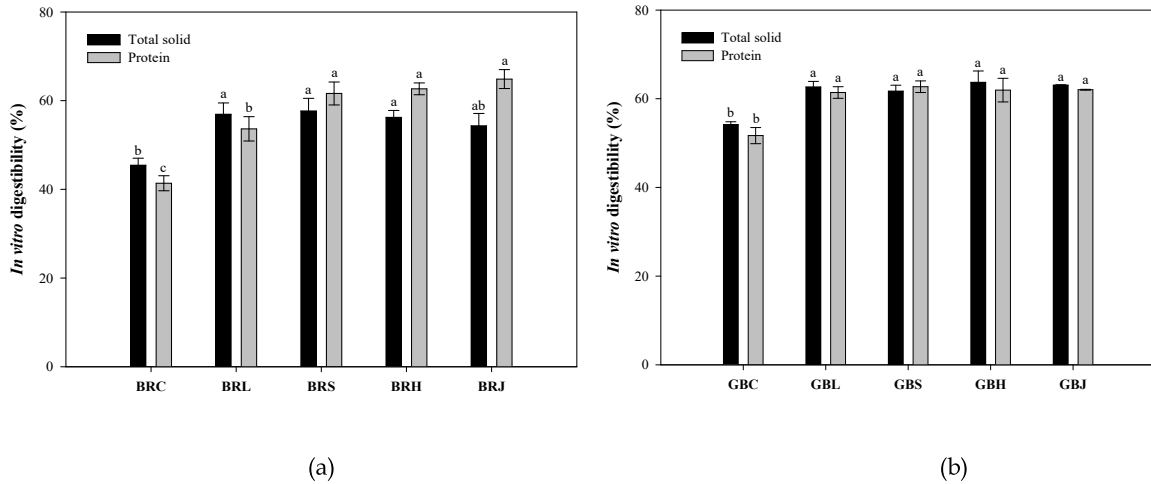 80
60
40
20
0
In vitro digestibility (%)
Total solid
Protein
b
c
a
b
a
a
a
a
ab
a
BRC
BRL
BRS
BRH
BRJ
(a)
80
60
40
20
0
In vitro digestibility (%)
Total solid
Protein
b
b
a
a
a
a
a
a
a
a
GBC
GBL
GBS
GBH
GBJ
(b)